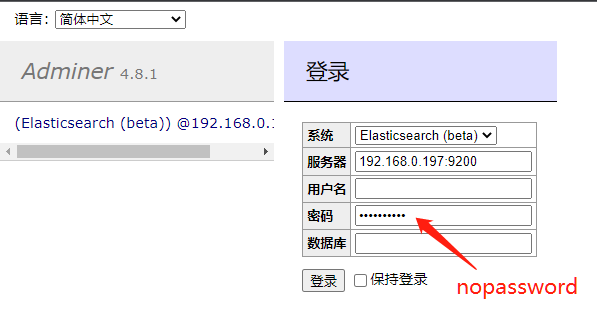 语言: 简体中文
Adminer 4.8.1
(Elasticsearch (beta)) @192.168.0.1
登录
系统 Elasticsearch (beta)
服务器 192.168.0.197:9200
用户名
密码 ••••••••••
数据库
登录 保持登录
nopassword